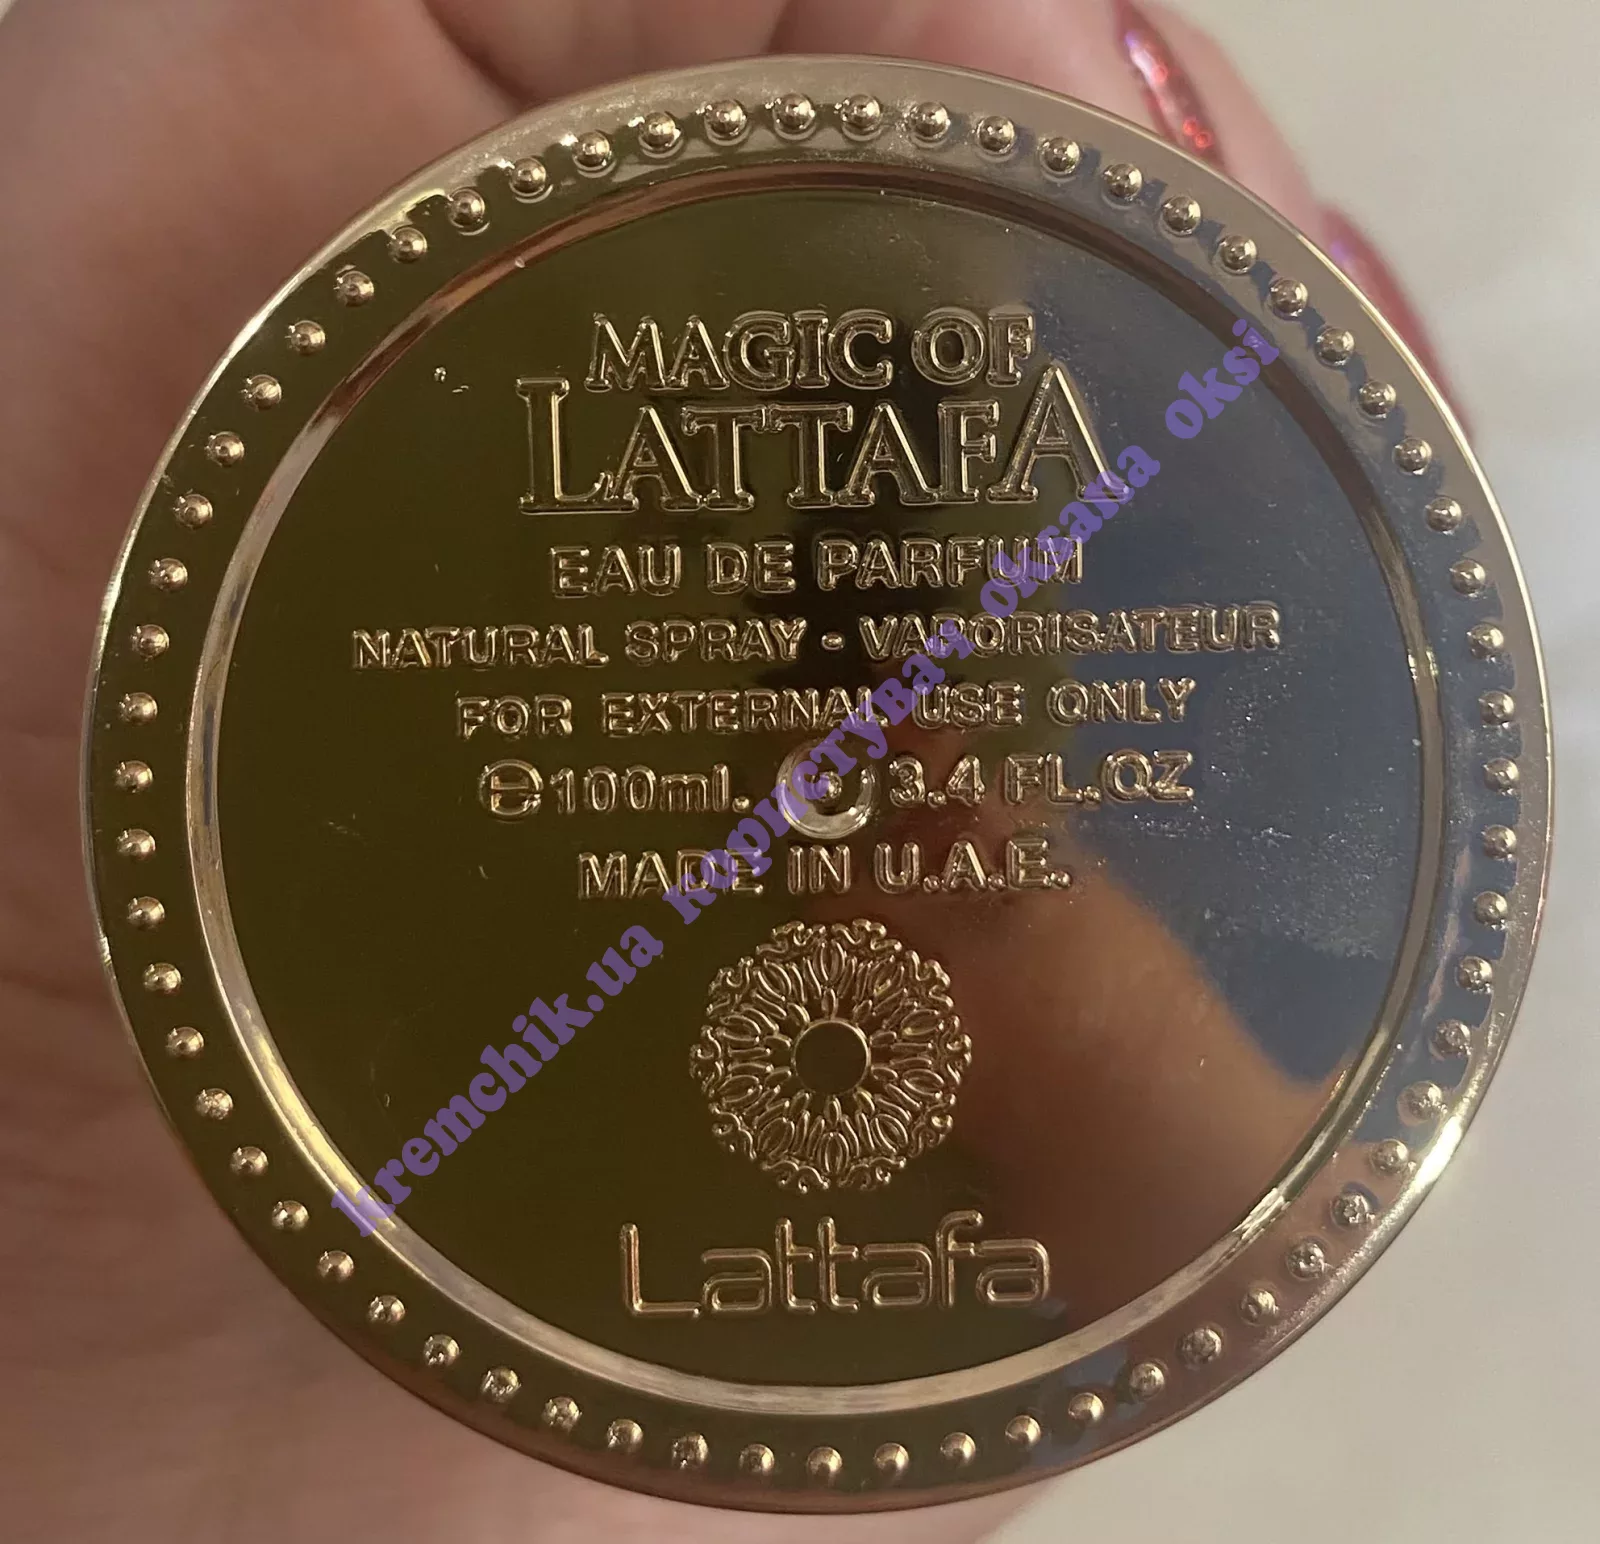 MAGIC OF
LATTAFA
EAU DE PARFUM
NATURAL SPRAY - VAPORISATEUR
FOR EXTERNAL USE ONLY
℮100ml. 3.4 FL.OZ
MADE IN U.A.E.
Lattafa
kremchik.ua користувач oksana oksi